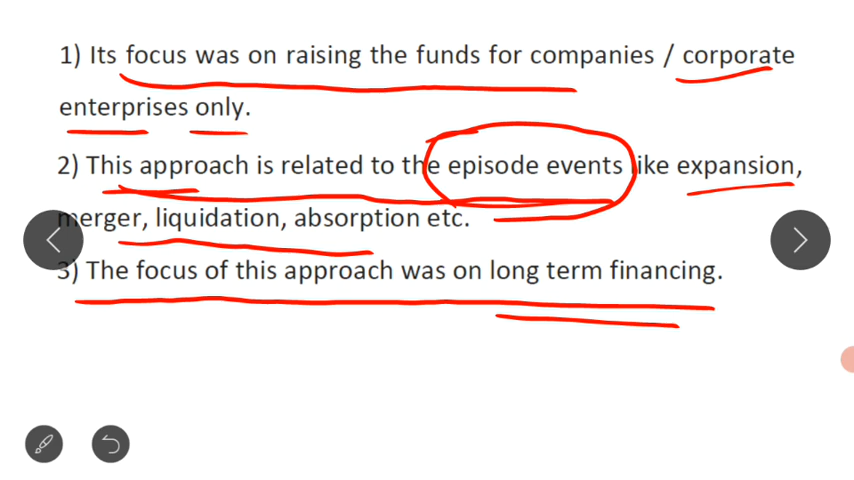 1) Its focus was on raising the funds for companies / corporate
enterprises only.
2) This approach is related to the episode events like expansion,
merger, liquidation, absorption etc.
3) The focus of this approach was on long term financing.